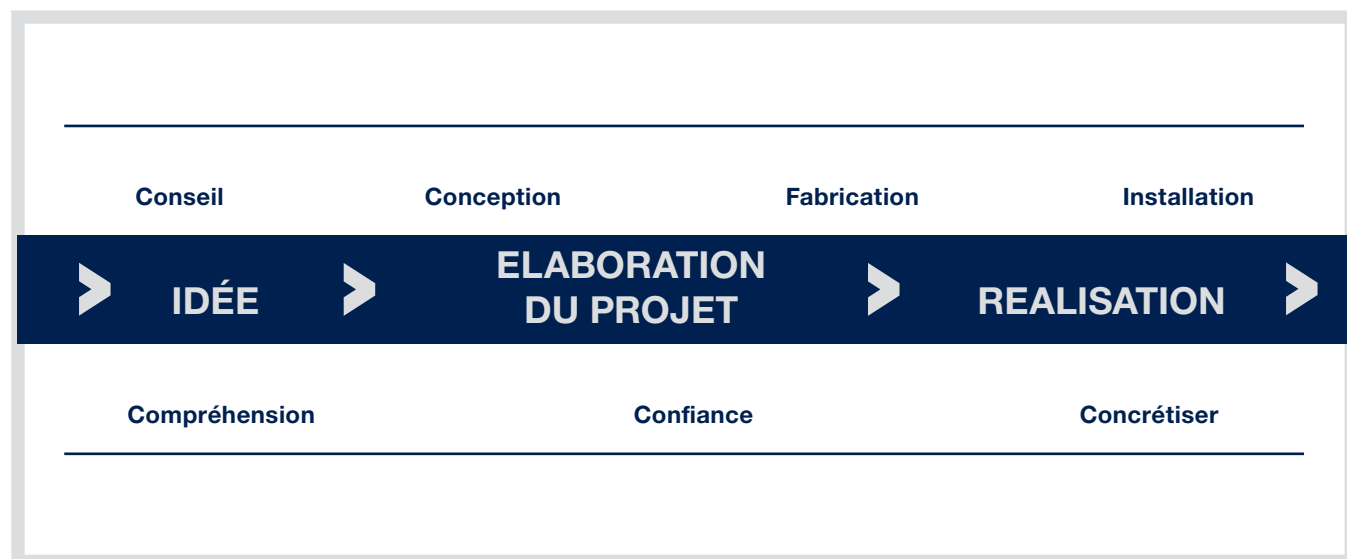 Conseil Conception Fabrication Installation
> IDÉE > ELABORATION
DU PROJET > REALISATION >
Compréhension Confiance Concrétiser